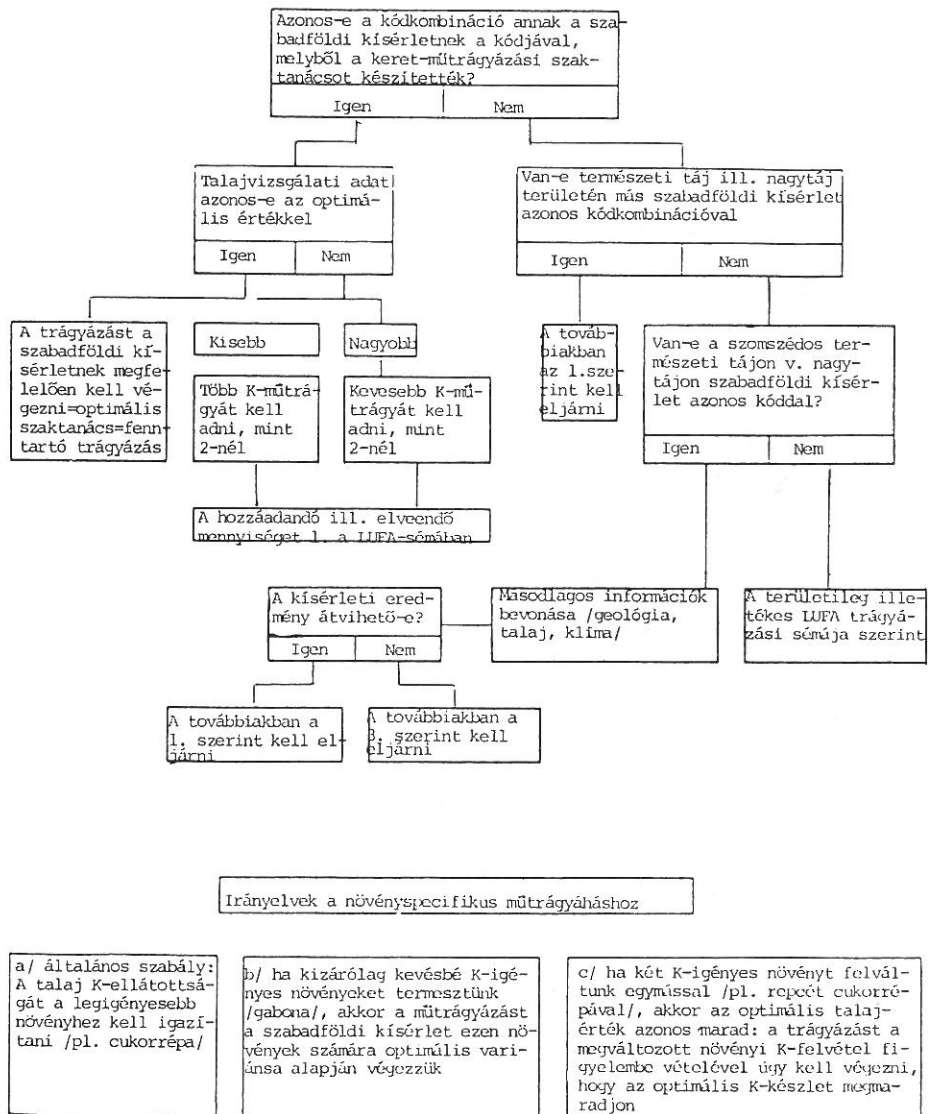 Azonos-e a kódkombináció annak a sza-
badföldi kísérletnek a kódjával,
melyből a keret-műtrágyázási szak-
tanácsot készítették?
Igen
Nem
Talajvizsgálati adat
azonos-e az optimá-
lis értékkel
Igen
Nem
Van-e természeti táj ill. nagytáj
területén más szabadföldi kísérlet
azonos kódkombinációval
Igen
Nem
A trágyázást a
szabadföldi kí-
sérletnek megfe-
lelően kell vé-
gezni=optimális
szaktanács=fenn-
tartó trágyázás
Kisebb
Nagyobb
Több K-műtrá-
gyát kell
adni, mint
2-nél
Kevesebb K-mű-
trágyát kell
adni, mint
2-nél
A hozzáadandó ill. elveendő
mennyiséget l. a LUFA-sémában
A továb-
biakban
az 1.sze-
rint kell
eljárni
Van-e a szomszédos ter-
mészeti tájon v. nagy-
tájon szabadföldi kísér-
let azonos kóddal?
Igen
Nem
A kísérleti ered-
mény átvihető-e?
Igen
Nem
Másodlagos információk
bevonása /geológia,
talaj, klíma/
A területileg ille-
tékes LUFA trágyá-
zási sémája szerint
A továbbiakban a
1. szerint kell el-
járni
A továbbiakban a
3. szerint kell
eljárni
Irányelvek a növényspecifikus műtrágyáháshoz
a/ általános szabály:
A talaj K-ellátottsá-
gát a legigényesebb
növényhez kell igazí-
tani /pl. cukorrépa/
b/ ha kizárólag kevésbé K-igé-
nyes növényeket termesztünk
/gabona/, akkor a műtrágyázást
a szabadföldi kísérlet ezen nö-
vények számára optimális vari-
ánsa alapján végezzük
c/ ha két K-igényes növényt felvál-
tunk egymással /pl. repcét cukorré-
pával/, akkor az optimális talaj-
érték azonos marad: a trágyázást a
megváltozott növényi K-felvétel fi-
gyelembe vételével úgy kell végezni,
hogy az optimális K-készlet megma-
radjon